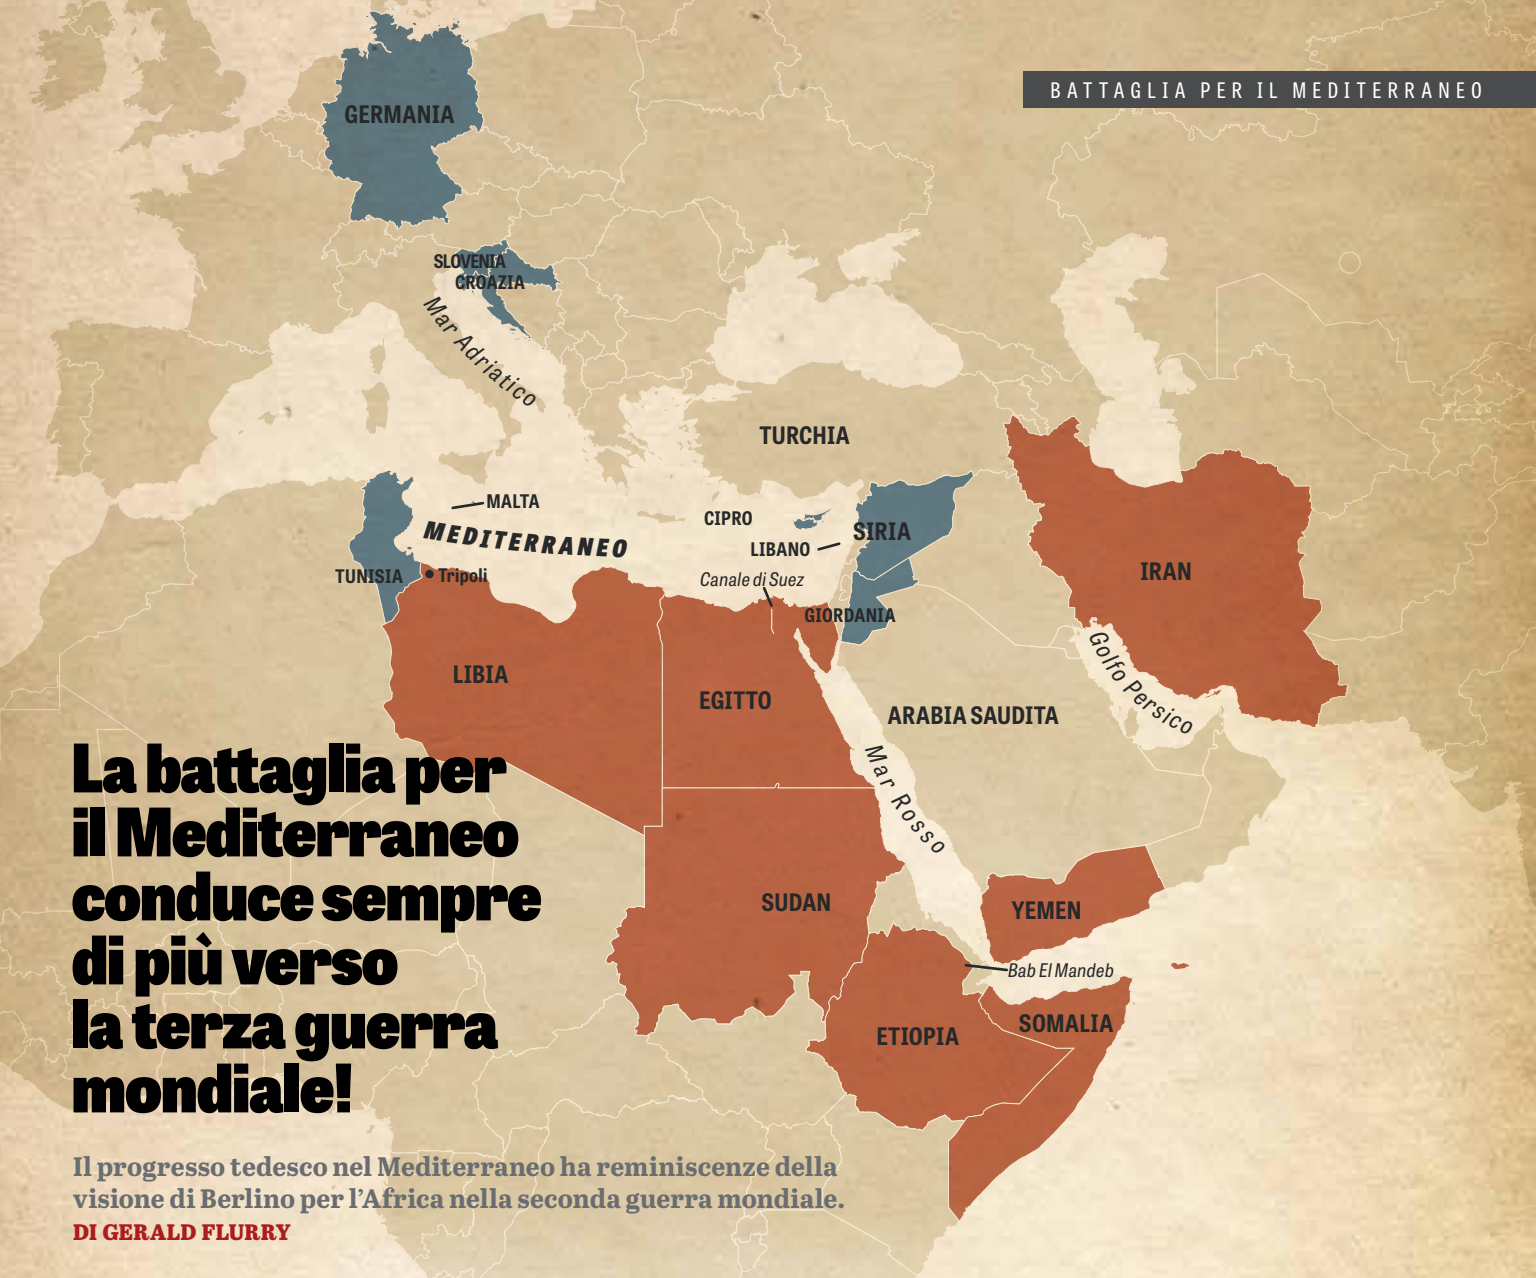 BATTAGLIA PER IL MEDITERRANEO
GERMANIA
SLOVENIA
CROAZIA
Mar Adriatico
TURCHIA
MALTA
MEDITERRANEO
CIPRO
SIRIA
LIBANO
IRAN
TUNISIA
Tripoli
Canale di Suez
GIORDANIA
Golfo Persico
LIBIA
EGITTO
ARABIA SAUDITA
Mar Rosso
SUDAN
YEMEN
Bab El Mandeb
ETIOPIA
SOMALIA
La battaglia per
il Mediterraneo
conduce sempre
di più verso
la terza guerra
mondiale!
Il progresso tedesco nel Mediterraneo ha reminiscenze della
visione di Berlino per l’Africa nella seconda guerra mondiale.
DI GERALD FLURRY